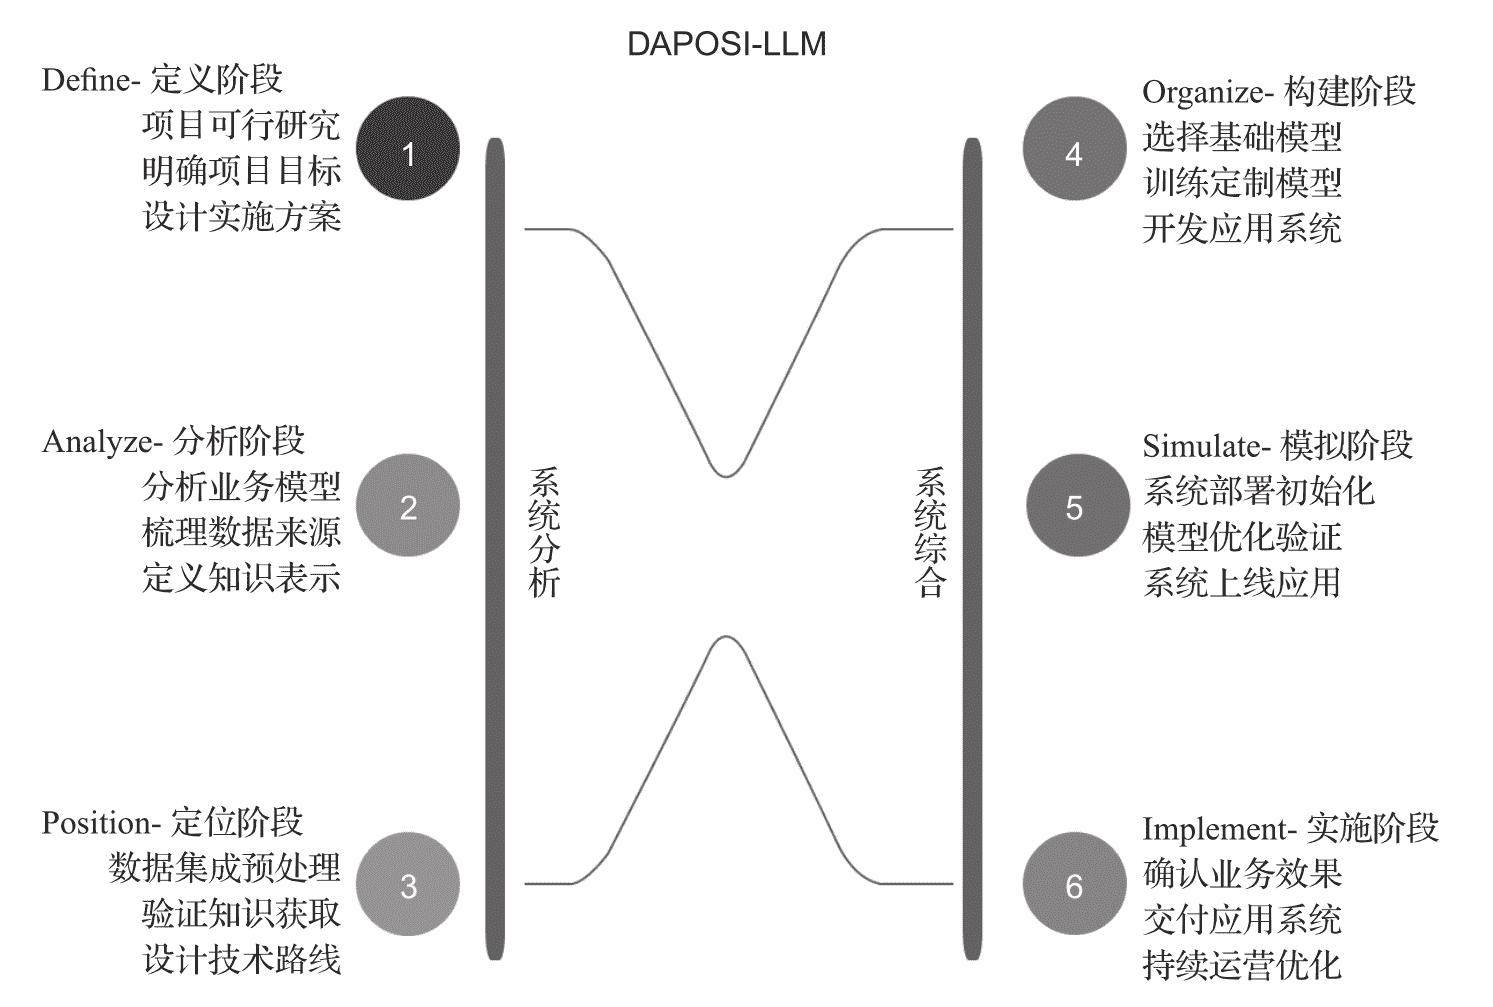 DAPOSI-LLM
Define- 定义阶段
项目可行研究
明确项目目标
设计实施方案
1
Analyze- 分析阶段
分析业务模型
梳理数据来源
定义知识表示
2
Position- 定位阶段
数据集成预处理
验证知识获取
设计技术路线
3
系统分析
系统综合
4
Organize- 构建阶段
选择基础模型
训练定制模型
开发应用系统
5
Simulate- 模拟阶段
系统部署初始化
模型优化验证
系统上线应用
6
Implement- 实施阶段
确认业务效果
交付应用系统
持续运营优化